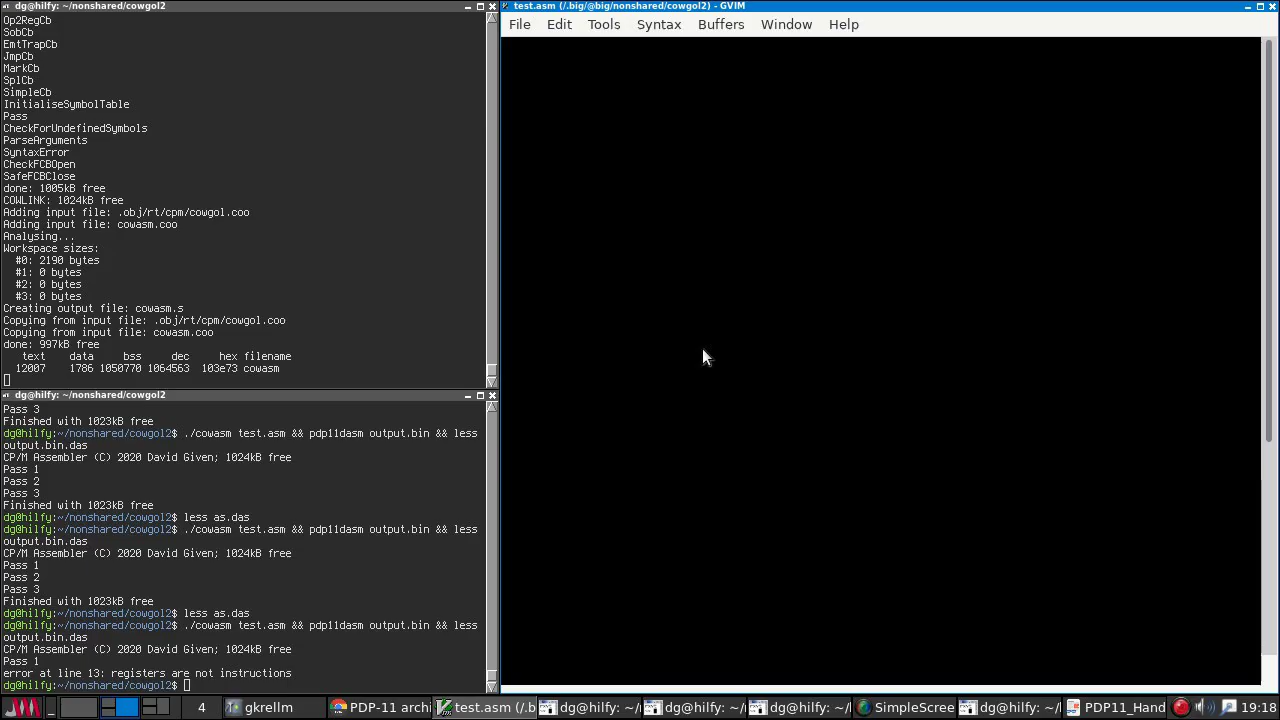 dg@hilfy: ~/nonshared/cowgol2
Op2RegCb
SobCb
EmtTrapCb
JmpCb
MarkCb
SplCb
SimpleCb
InitialiseSymbolTable
Pass
CheckForUndefinedSymbols
ParseArguments
SyntaxError
CheckFCBOpen
SafeFCBClose
done: 1005kB free
COWLINK: 1024kB free
Adding input file: .obj/rt/cpm/cowgol.coo
Adding input file: cowasm.coo
Analysing...
Workspace sizes:
#0: 2190 bytes
#1: 0 bytes
#2: 0 bytes
#3: 0 bytes
Creating output file: cowasm.s
Copying from input file: .obj/rt/cpm/cowgol.coo
Copying from input file: cowasm.coo
done: 997kB free
text data bss dec hex filename
12007 1786 1050770 1064563 103e73 cowasm
dg@hilfy: ~/nonshared/cowgol2
Pass 3
Finished with 1023kB free
dg@hilfy:~/nonshared/cowgol2$ ./cowasm test.asm && pdp11dasm output.bin && less
output.bin.das
CP/M Assembler (C) 2020 David Given; 1024kB free
Pass 1
Pass 2
Pass 3
Finished with 1023kB free
dg@hilfy:~/nonshared/cowgol2$ less as.das
dg@hilfy:~/nonshared/cowgol2$ ./cowasm test.asm && pdp11dasm output.bin && less
output.bin.das
CP/M Assembler (C) 2020 David Given; 1024kB free
Pass 1
Pass 2
Pass 3
Finished with 1023kB free
dg@hilfy:~/nonshared/cowgol2$ less as.das
dg@hilfy:~/nonshared/cowgol2$ ./cowasm test.asm && pdp11dasm output.bin && less
output.bin.das
CP/M Assembler (C) 2020 David Given; 1024kB free
Pass 1
error at line 13: registers are not instructions
dg@hilfy:~/nonshared/cowgol2$
test.asm (/.big/@big/nonshared/cowgol2) - GVIM
File Edit Tools Syntax Buffers Window Help
4 gkrellm PDP-11 archi test.asm (/.b dg@hilfy: ~/n dg@hilfy: ~/ dg@hilfy: ~/ SimpleScree dg@hilfy: ~/ PDP11_Hand 19:18